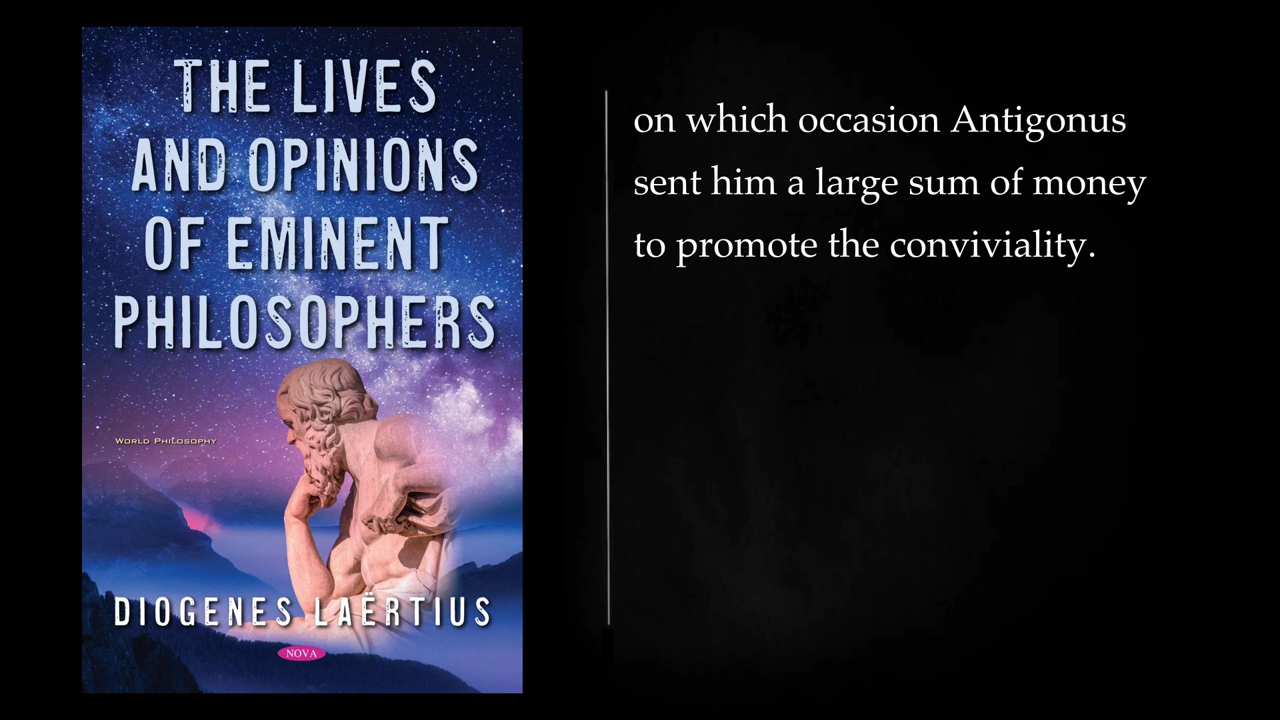 THE LIVES
AND OPINIONS
OF EMINENT
PHILOSOPHERS
WORLD PHILOSOPHY
DIOGENES LAËRTIUS
NOVA
on which occasion Antigonus
sent him a large sum of money
to promote the conviviality.